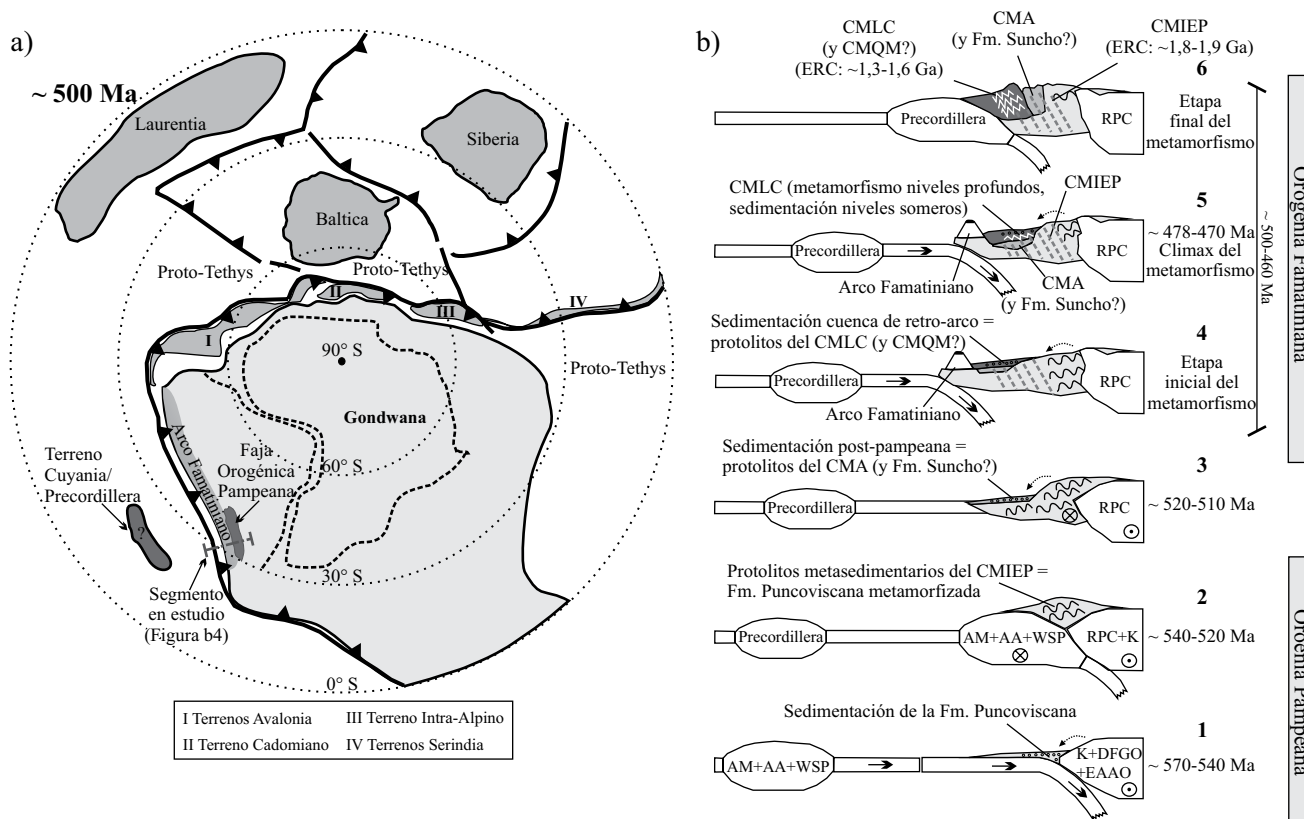 a)
~ 500 Ma
Laurentia
Siberia
Baltica
Proto-Tethys
Proto-Tethys
II
III
IV
I
90° S
Proto-Tethys
Gondwana
Arco Famatiniano
Faja
Orogénica
Pampeana
60° S
Terreno
Cuyania/
Precordillera
?
30° S
Segmento
en estudio
(Figura b4)
0° S
I Terrenos Avalonia
III Terreno Intra-Alpino
II Terreno Cadomiano
IV Terrenos Serindia
b)
CMLC
(y CMQM?)
(ERC: ~1,3-1,6 Ga)
CMA
(y Fm. Suncho?)
CMIEP
(ERC: ~1,8-1,9 Ga)
6
Precordillera
RPC
Etapa
final del
metamorfismo
CMLC (metamorfismo niveles profundos,
sedimentación niveles someros)
CMIEP
5
Precordillera
RPC
~ 478-470 Ma
Climax del
metamorfismo
Arco Famatiniano
CMA
(y Fm. Suncho?)
Sedimentación cuenca de retro-arco =
protolitos del CMLC (y CMQM?)
4
Precordillera
RPC
Etapa
inicial del
metamorfismo
Arco Famatiniano
~ 500-460 Ma
Orogenia Famatiniana
Sedimentación post-pampeana =
protolitos del CMA (y Fm. Suncho?)
3
Precordillera
RPC
~ 520-510 Ma
Protolitos metasedimentarios del CMIEP =
Fm. Puncoviscana metamorfizada
2
Precordillera
AM+AA+WSP
RPC+K
~ 540-520 Ma
Sedimentación de la Fm. Puncoviscana
1
AM+AA+WSP
K+DFGO
+EAAO
~ 570-540 Ma
Oroenia Pampeana